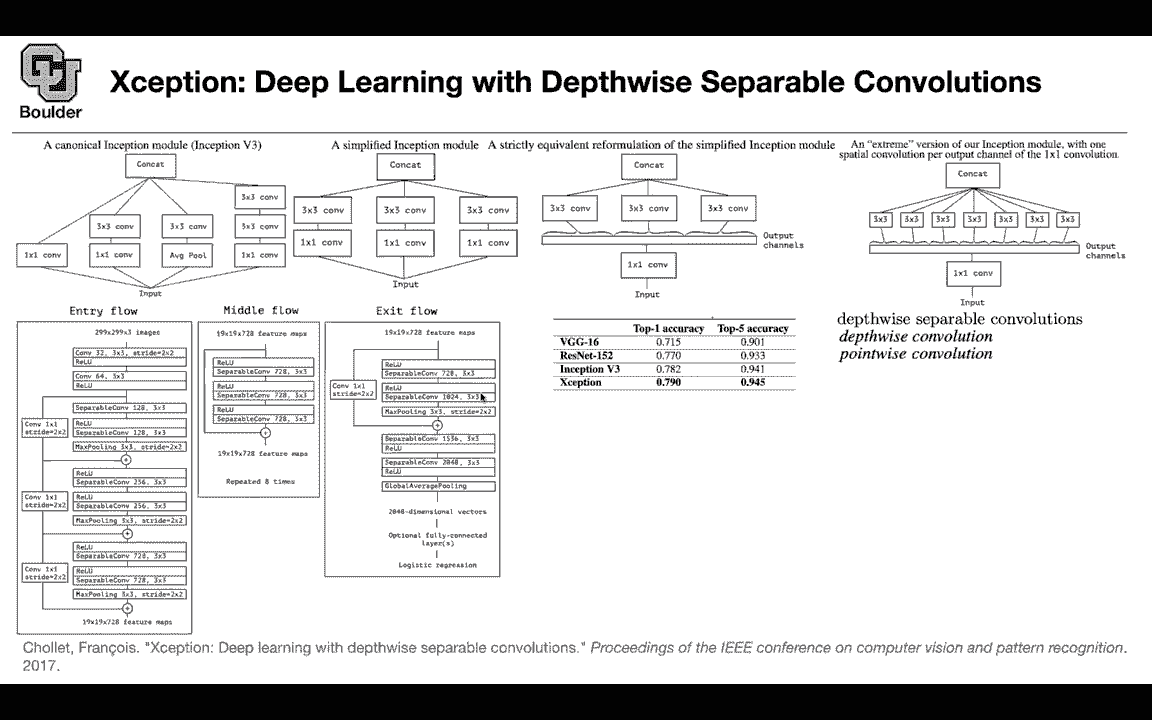 Boulder
Xception: Deep Learning with Depthwise Separable Convolutions
A canonical Inception module (Inception V3)
Concat
3x3 conv
3x3 conv
3x3 conv
3x3 conv
1x1 conv
1x1 conv
Avg Pool
1x1 conv
Input
A simplified Inception module
Concat
3x3 conv
3x3 conv
3x3 conv
1x1 conv
1x1 conv
1x1 conv
Input
A strictly equivalent reformulation of the simplified Inception module
Concat
3x3 conv
3x3 conv
3x3 conv
Output
channels
1x1 conv
Input
An "extreme" version of our Inception module, with one
spatial convolution per output channel of the 1x1 convolution.
Concat
3x3
3x3
3x3
3x3
3x3
3x3
3x3
Output
channels
1x1 conv
Input
Entry flow
299x299x3 images
Conv 32, 3x3, stride=2x2
ReLU
Conv 64, 3x3
ReLU
SeparableConv 128, 3x3
Conv 1x1
stride=2x2
ReLU
SeparableConv 128, 3x3
MaxPooling 3x3, stride=2x2
+
ReLU
SeparableConv 256, 3x3
Conv 1x1
stride=2x2
ReLU
SeparableConv 256, 3x3
MaxPooling 3x3, stride=2x2
+
ReLU
SeparableConv 728, 3x3
Conv 1x1
stride=2x2
ReLU
SeparableConv 728, 3x3
MaxPooling 3x3, stride=2x2
+
19x19x728 feature maps
Middle flow
19x19x728 feature maps
ReLU
SeparableConv 728, 3x3
ReLU
SeparableConv 728, 3x3
ReLU
SeparableConv 728, 3x3
+
19x19x728 feature maps
Repeated 8 times
Exit flow
19x19x728 feature maps
ReLU
SeparableConv 728, 3x3
Conv 1x1
stride=2x2
ReLU
SeparableConv 1024, 3x3
MaxPooling 3x3, stride=2x2
+
SeparableConv 1536, 3x3
ReLU
SeparableConv 2048, 3x3
ReLU
GlobalAveragePooling
2048-dimensional vectors
Optional fully-connected
layer(s)
Logistic regression
Top-1 accuracy Top-5 accuracy
VGG-16 0.715 0.901
ResNet-152 0.770 0.933
Inception V3 0.782 0.941
Xception 0.790 0.945
depthwise separable convolutions
depthwise convolution
pointwise convolution
Chollet, François. "Xception: Deep learning with depthwise separable convolutions." Proceedings of the IEEE conference on computer vision and pattern recognition.
2017.